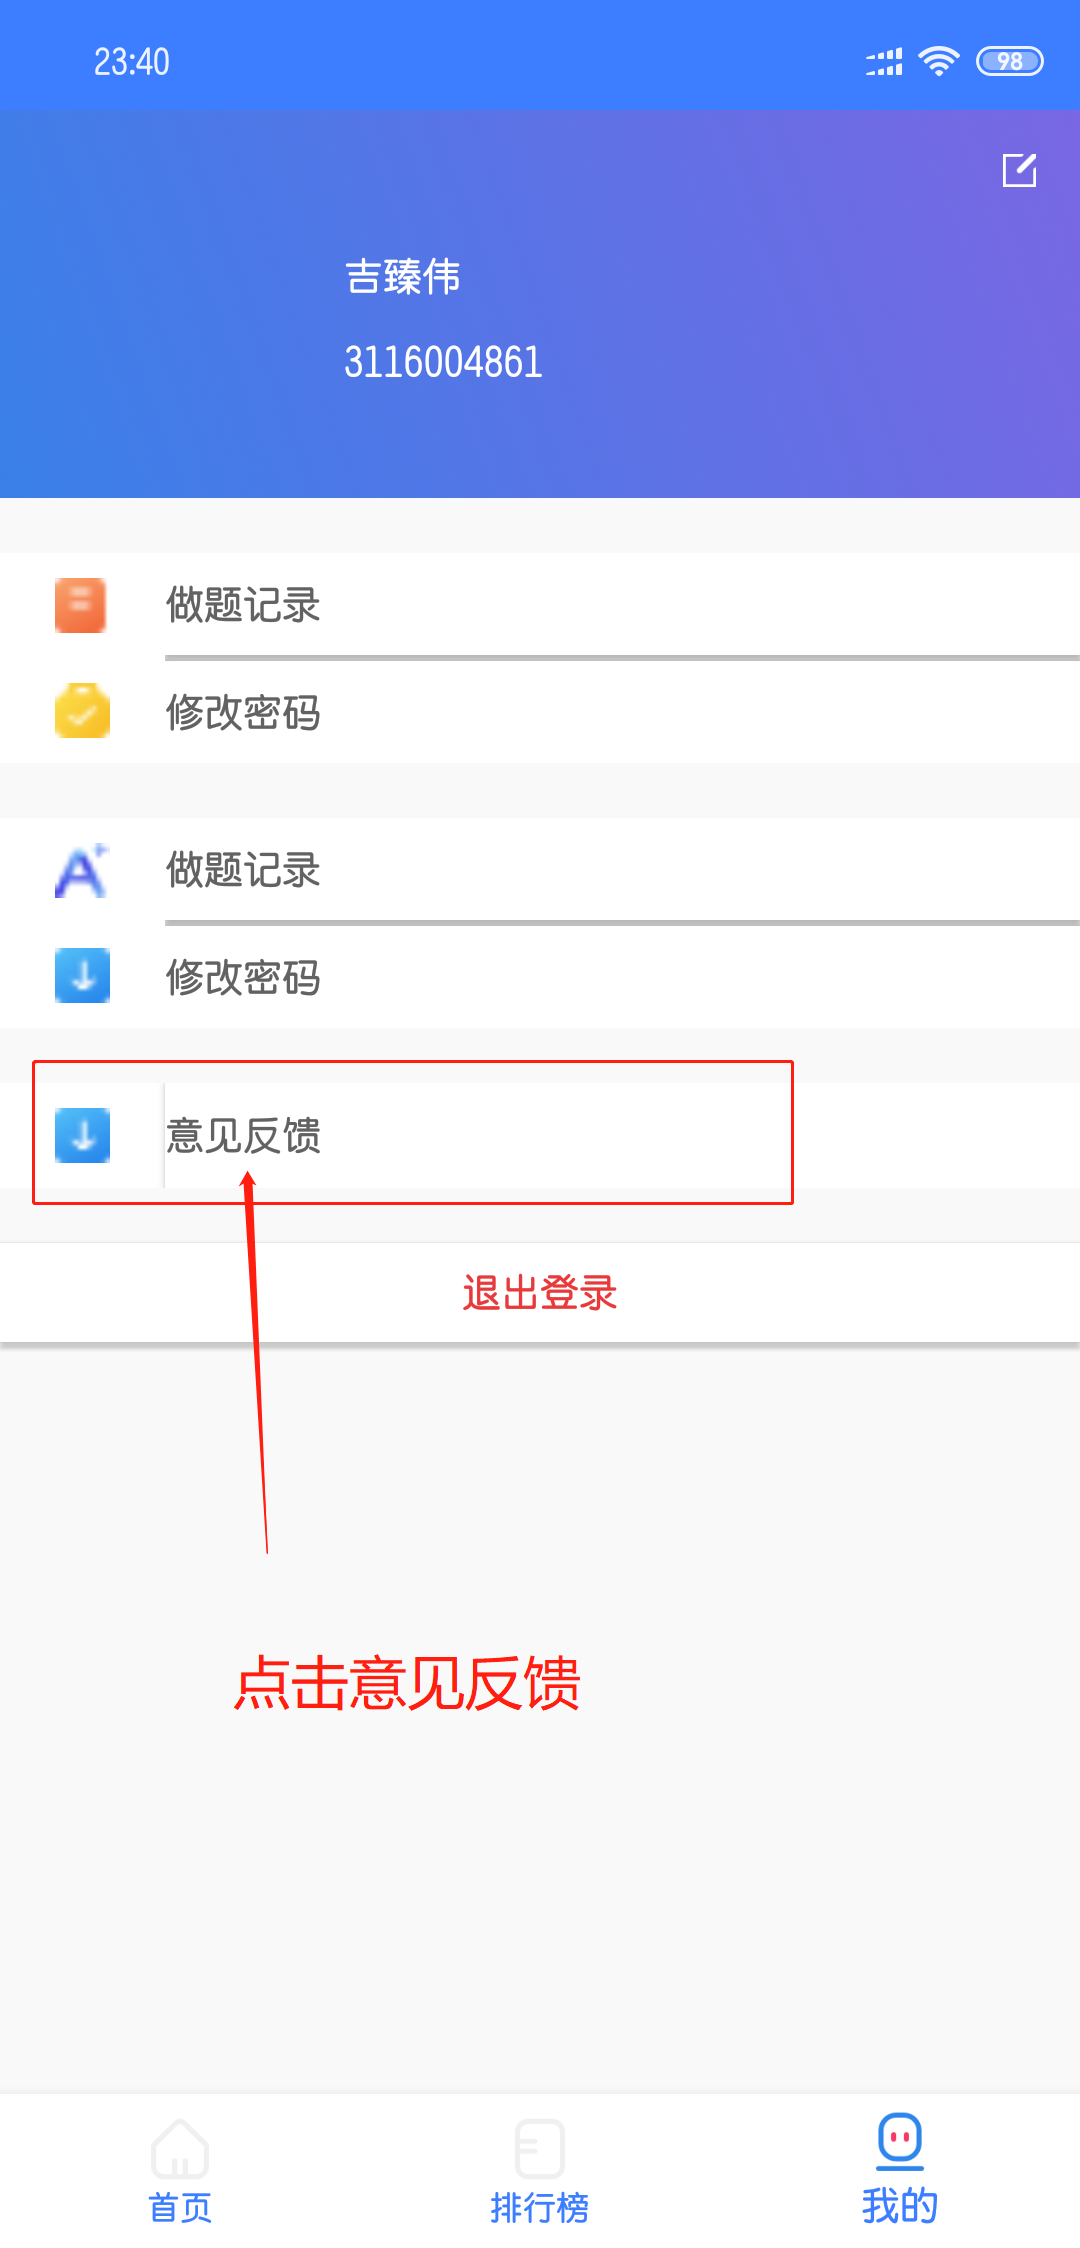 23:40
98
吉臻伟
3116004861
做题记录
修改密码
做题记录
修改密码
意见反馈
退出登录
点击意见反馈
首页
排行榜
我的